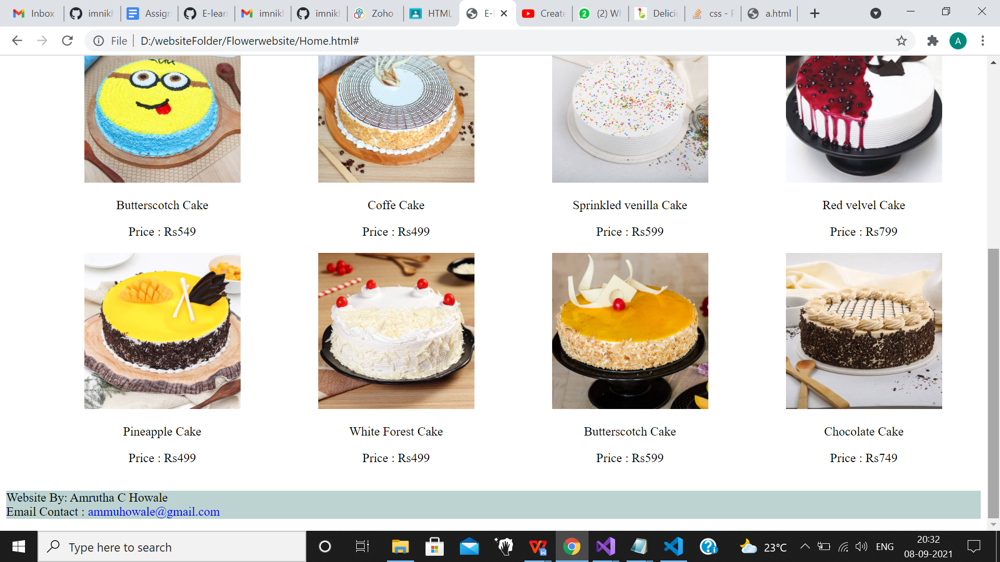 Inbox
imnikh
Assign
E-lear
imnikh
imnikh
Zoho
HTML
E-
Create
(2) Wh
Delicio
css - P
a.html
File
D:/websiteFolder/Flowerwebsite/Home.html#
A
Butterscotch Cake
Coffe Cake
Sprinkled venilla Cake
Red velvel Cake
Price : Rs549
Price : Rs499
Price : Rs599
Price : Rs799
Pineapple Cake
White Forest Cake
Butterscotch Cake
Chocolate Cake
Price : Rs499
Price : Rs499
Price : Rs599
Price : Rs749
Website By: Amrutha C Howale
Email Contact : ammuhowale@gmail.com
Type here to search
23°C
ENG
20:32
08-09-2021